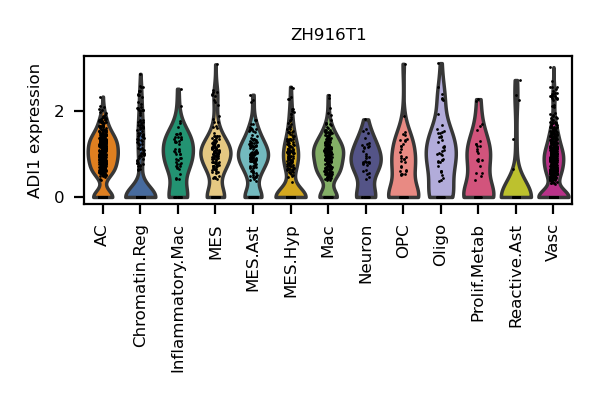 ZH916T1
ADI1 expression
2
0
AC
Chromatin.Reg
Inflammatory.Mac
MES
MES.Ast
MES.Hyp
Mac
Neuron
OPC
Oligo
Prolif.Metab
Reactive.Ast
Vasc